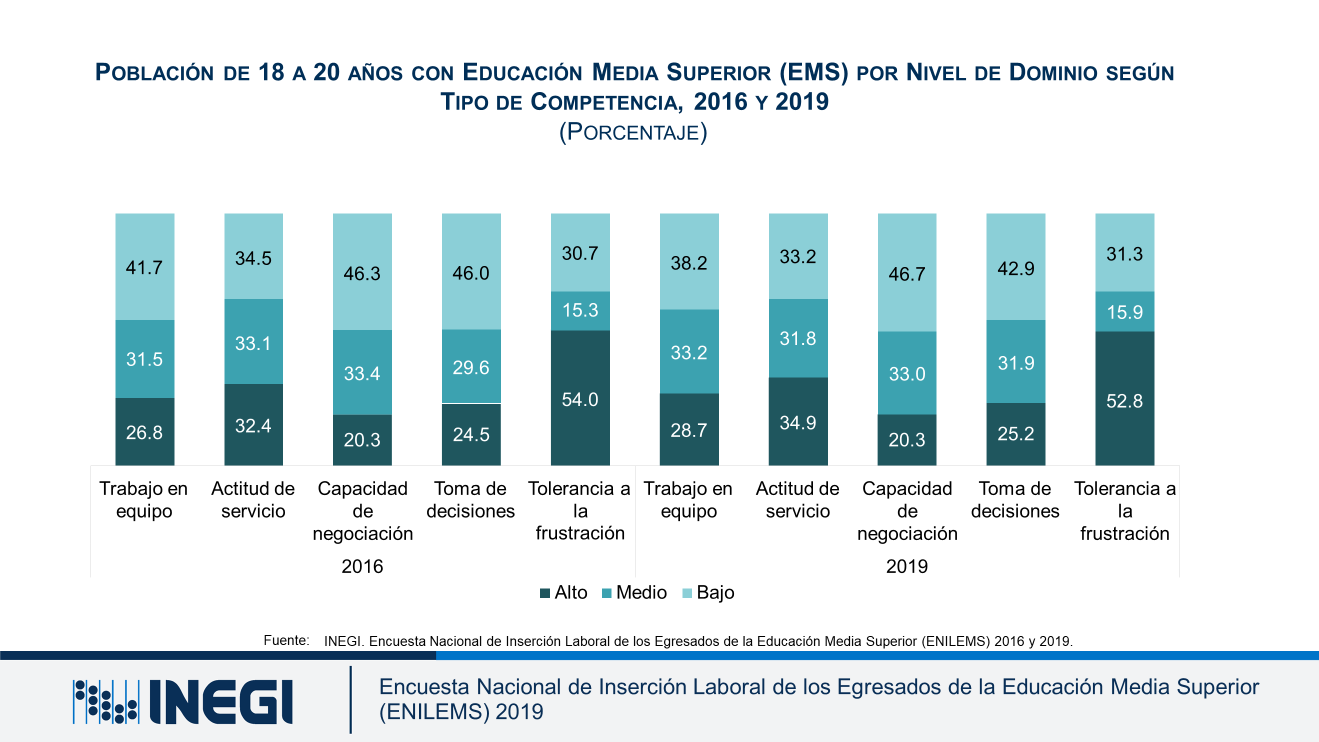 POBLACIÓN DE 18 A 20 AÑOS CON EDUCACIÓN MEDIA SUPERIOR (EMS) POR NIVEL DE DOMINIO SEGÚN
TIPO DE COMPETENCIA, 2016 Y 2019
(PORCENTAJE)
41.7 34.5 46.3 46.0 30.7 38.2 33.2 46.7 42.9 31.3
31.5 33.1 33.4 29.6 15.3 33.2 31.8 33.0 31.9 15.9
26.8 32.4 20.3 24.5 54.0 28.7 34.9 20.3 25.2 52.8
Trabajo en
equipo
Actitud de
servicio
Capacidad
de
negociación
Toma de
decisiones
Tolerancia a
la
frustración
Trabajo en
equipo
Actitud de
servicio
Capacidad
de
negociación
Toma de
decisiones
Tolerancia a
la
frustración
2016 2019
Alto Medio Bajo
Fuente: INEGI. Encuesta Nacional de Inserción Laboral de los Egresados de la Educación Media Superior (ENILEMS) 2016 y 2019.
INEGI
Encuesta Nacional de Inserción Laboral de los Egresados de la Educación Media Superior
(ENILEMS) 2019